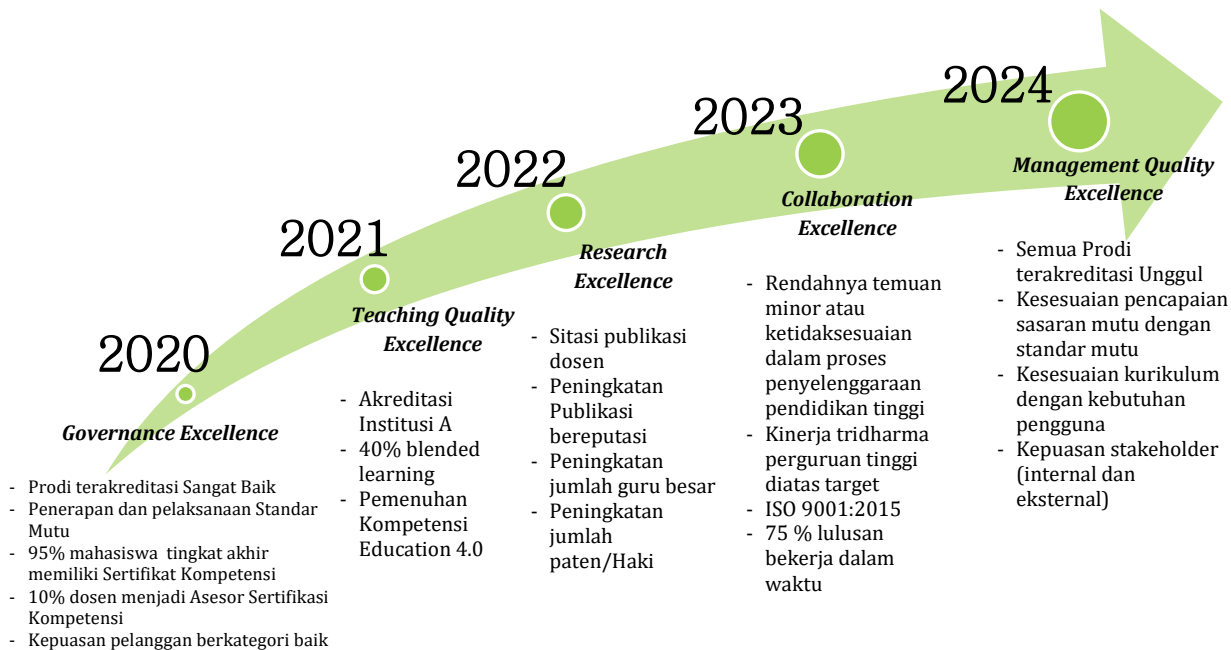 2020
Governance Excellence
- Prodi terakreditasi Sangat Baik
- Penerapan dan pelaksanaan Standar
Mutu
- 95% mahasiswa tingkat akhir
memiliki Sertifikat Kompetensi
- 10% dosen menjadi Asesor Sertifikasi
Kompetensi
- Kepuasan pelanggan berkategori baik
2021
Teaching Quality
Excellence
- Akreditasi
Institusi A
- 40% blended
learning
- Pemenuhan
Kompetensi
Education 4.0
2022
Research
Excellence
- Sitasi publikasi
dosen
- Peningkatan
Publikasi
bereputasi
- Peningkatan
jumlah guru besar
- Peningkatan
jumlah
paten/Haki
2023
Collaboration
Excellence
- Rendahnya temuan
minor atau
ketidaksesuaian
dalam proses
penyelenggaraan
pendidikan tinggi
- Kinerja tridharma
perguruan tinggi
diatas target
- ISO 9001:2015
- 75 % lulusan
bekerja dalam
waktu
2024
Management Quality
Excellence
- Semua Prodi
terakreditasi Unggul
- Kesesuaian pencapaian
sasaran mutu dengan
standar mutu
- Kesesuaian kurikulum
dengan kebutuhan
pengguna
- Kepuasan stakeholder
(internal dan
eksternal)